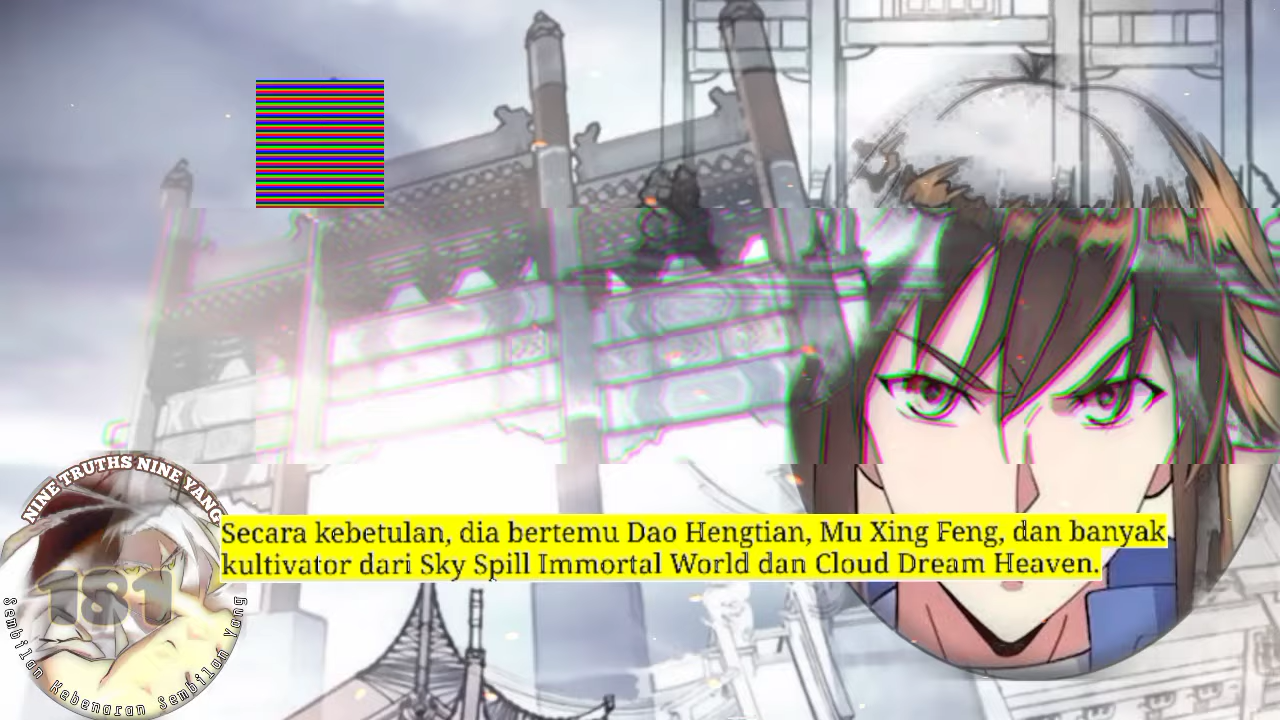 NINE TRUTHS NINE YANG
181
Secara kebetulan, dia bertemu Dao Hengtian, Mu Xing Feng, dan banyak
kultivator dari Sky Spill Immortal World dan Cloud Dream Heaven.
Sembilan Kebenaran Sembilan Yang